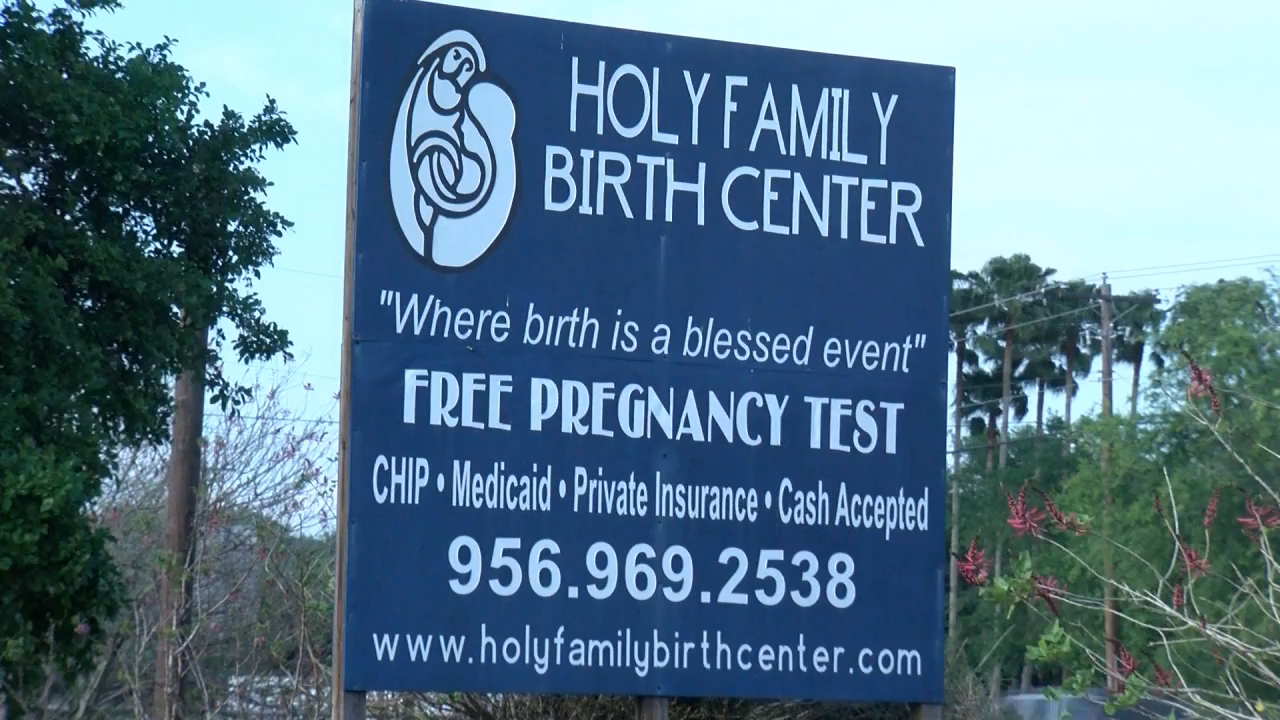 HOLY FAMILY
BIRTH CENTER
"Where birth is a blessed event"
FREE PREGNANCY TEST
CHIP • Medicaid • Private Insurance • Cash Accepted
956.969.2538
www.holyfamilybirthcenter.com